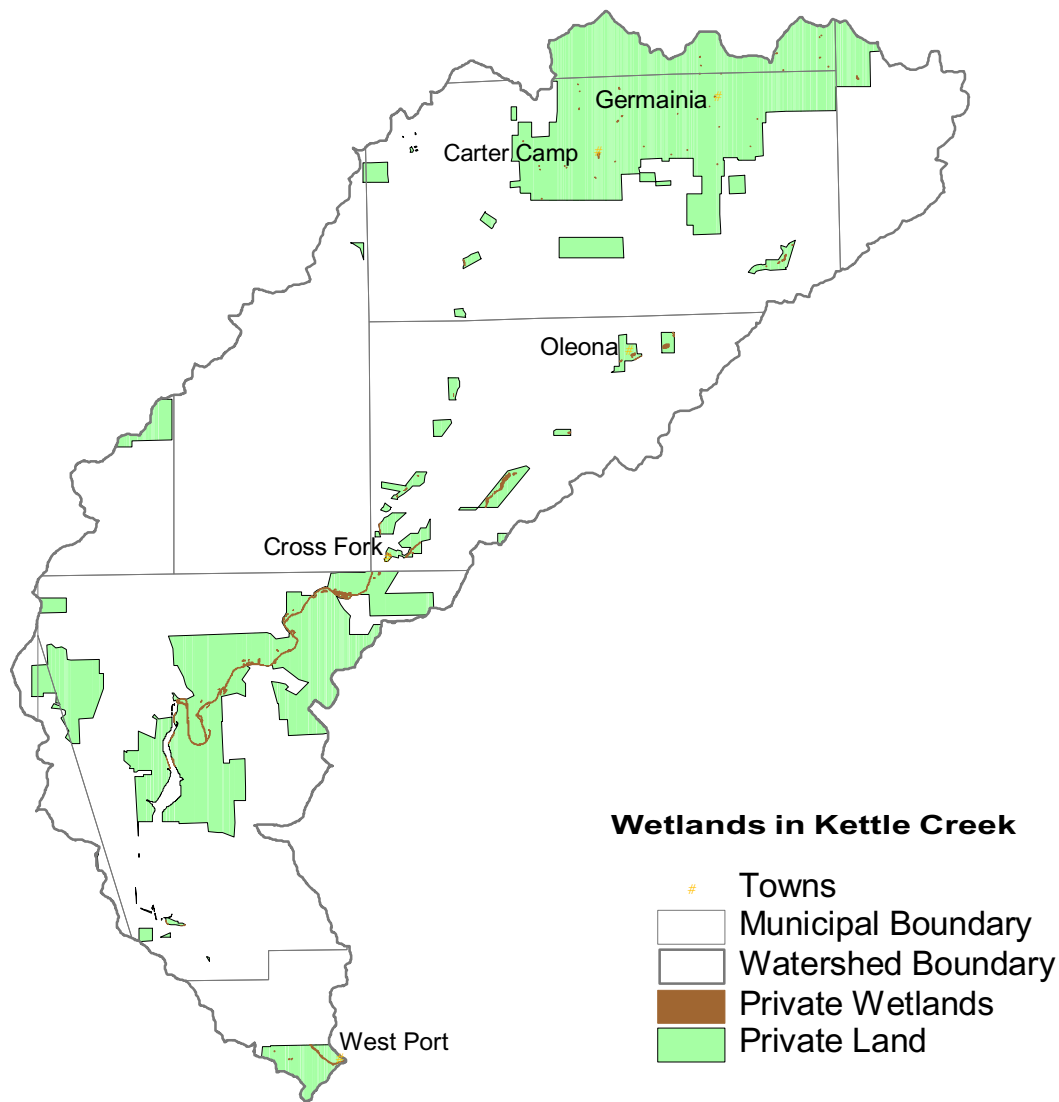 Germainia
Carter Camp
Oleona
Cross Fork
Wetlands in Kettle Creek
# Towns
Municipal Boundary
Watershed Boundary
Private Wetlands
Private Land
West Port